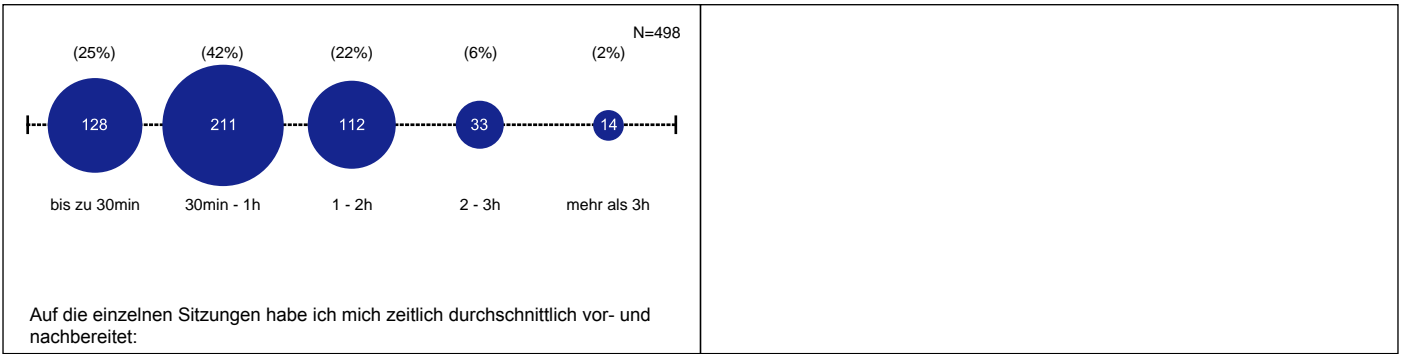 N=498
(25%) (42%) (22%) (6%) (2%)
128 211 112 33 14
bis zu 30min 30min - 1h 1 - 2h 2 - 3h mehr als 3h
Auf die einzelnen Sitzungen habe ich mich zeitlich durchschnittlich vor- und
nachbereitet: